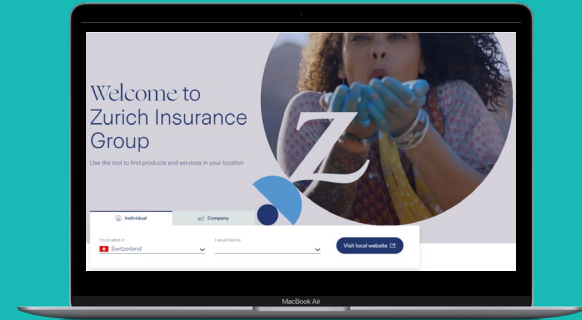 Welcome to
Zurich Insurance
Group
Use the tool to find products and services in your location
Z
Individual
Company
I'm located in
I would like to
Switzerland
Visit local website
MacBook Air